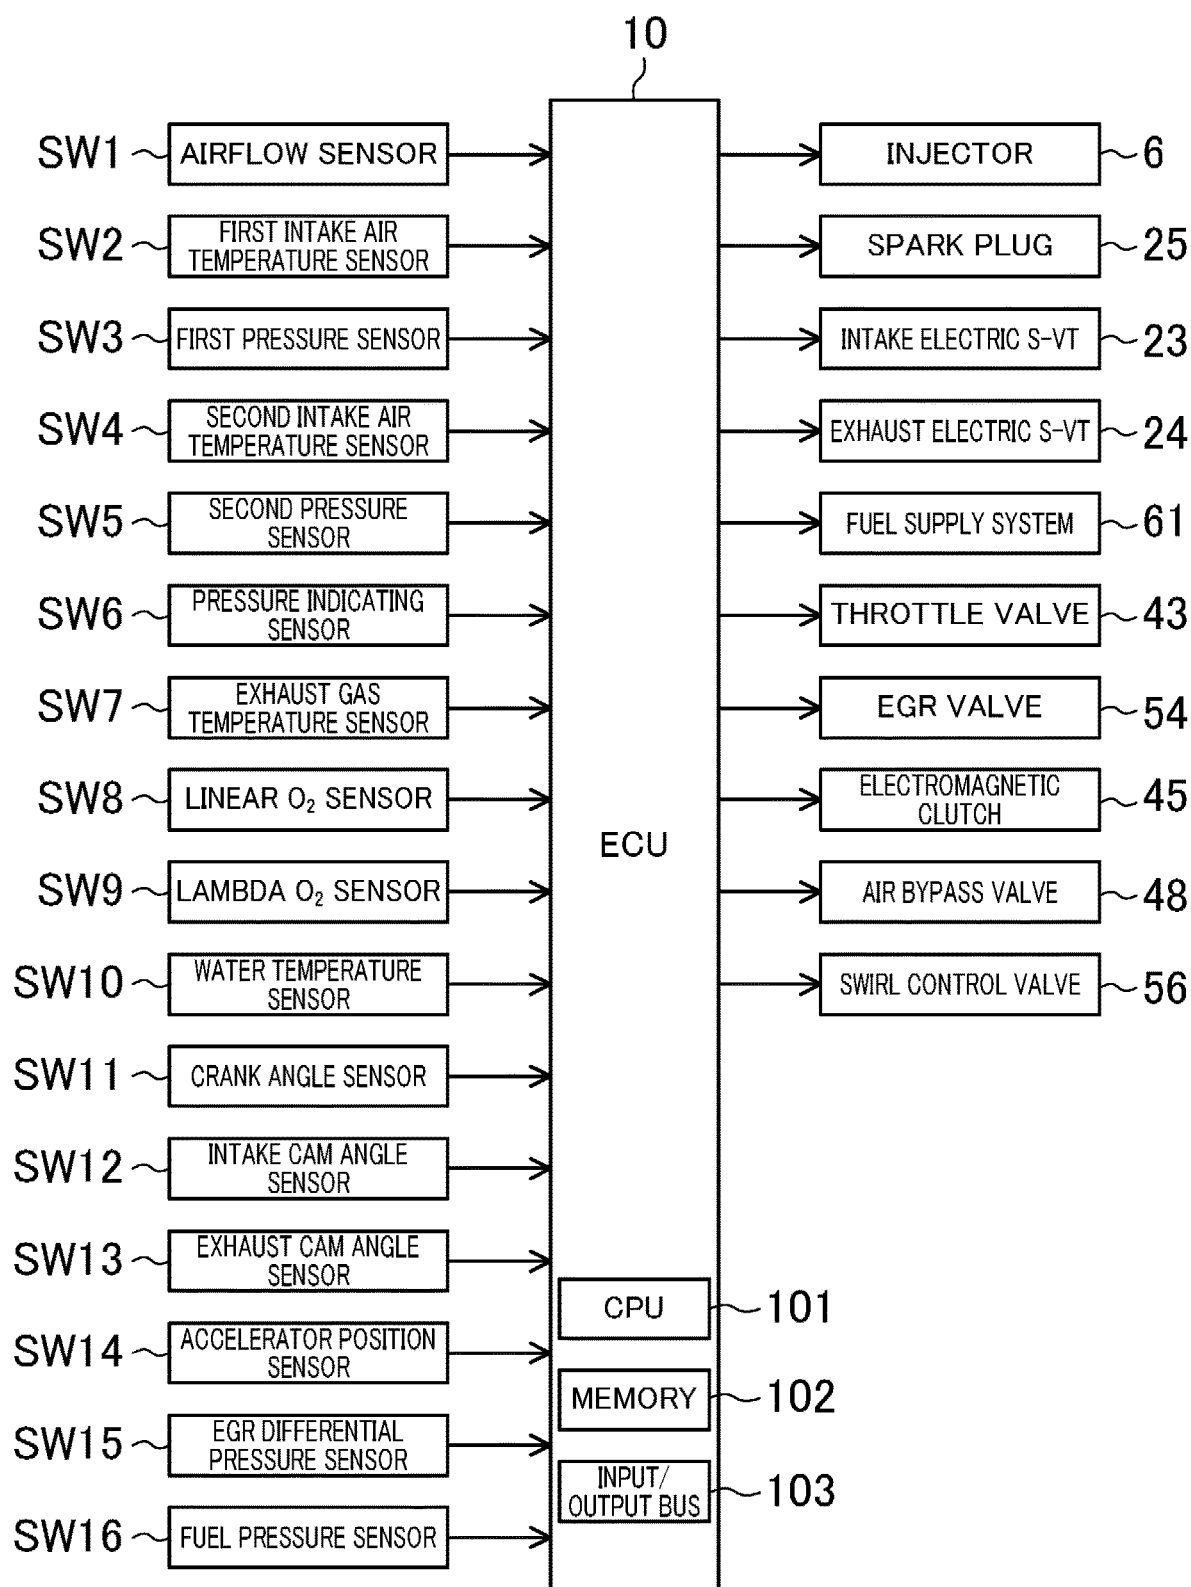 10
SW1
AIRFLOW SENSOR
SW2
FIRST INTAKE AIR
TEMPERATURE SENSOR
SW3
FIRST PRESSURE SENSOR
SW4
SECOND INTAKE AIR
TEMPERATURE SENSOR
SW5
SECOND PRESSURE
SENSOR
SW6
PRESSURE INDICATING
SENSOR
SW7
EXHAUST GAS
TEMPERATURE SENSOR
SW8
LINEAR O₂ SENSOR
SW9
LAMBDA O₂ SENSOR
SW10
WATER TEMPERATURE
SENSOR
SW11
CRANK ANGLE SENSOR
SW12
INTAKE CAM ANGLE
SENSOR
SW13
EXHAUST CAM ANGLE
SENSOR
SW14
ACCELERATOR POSITION
SENSOR
SW15
EGR DIFFERENTIAL
PRESSURE SENSOR
SW16
FUEL PRESSURE SENSOR
ECU
CPU
101
MEMORY
102
INPUT/
OUTPUT BUS
103
INJECTOR
6
SPARK PLUG
25
INTAKE ELECTRIC S-VT
23
EXHAUST ELECTRIC S-VT
24
FUEL SUPPLY SYSTEM
61
THROTTLE VALVE
43
EGR VALVE
54
ELECTROMAGNETIC
CLUTCH
45
AIR BYPASS VALVE
48
SWIRL CONTROL VALVE
56